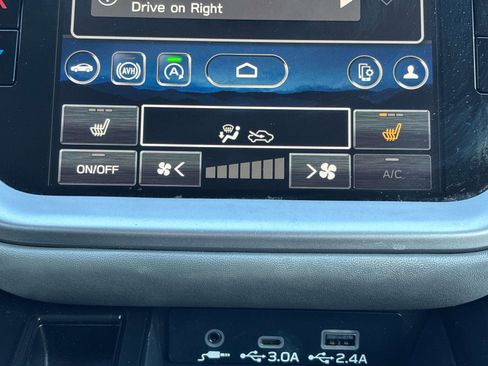 Drive on Right
AVH
A
ON/OFF
<
>
A/C
3.0A
2.4A